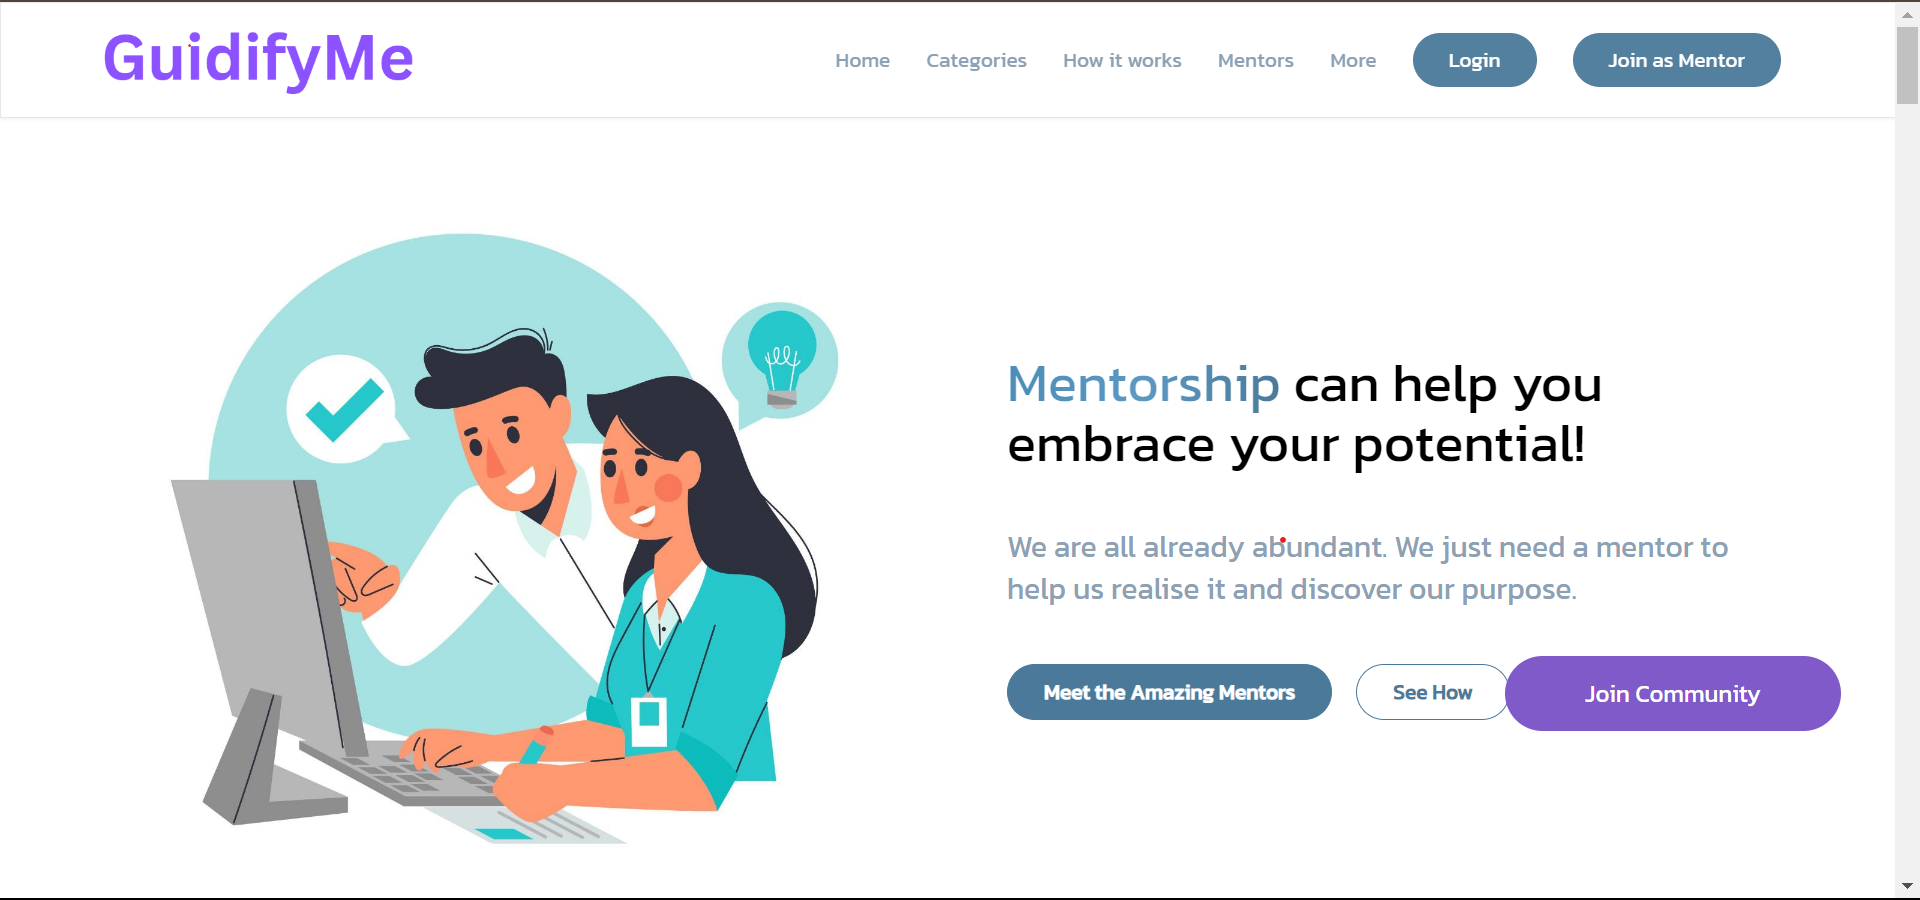 GuidifyMe
Home Categories How it works Mentors More Login Join as Mentor
Mentorship can help you
embrace your potential!
We are all already abundant. We just need a mentor to
help us realise it and discover our purpose.
Meet the Amazing Mentors See How Join Community